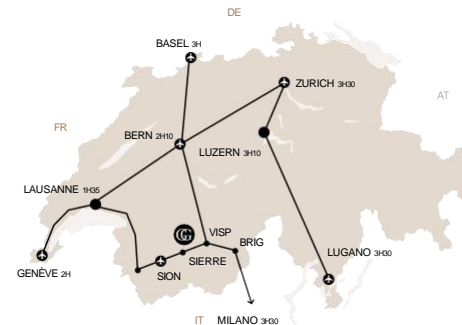 DE
BASEL 3H
ZURICH 3H30
AT
FR
BERN 2H10
LUZERN 3H10
LAUSANNE 1H35
VISP
BRIG
SIERRE
LUGANO 3H30
GENÈVE 2H
SION
IT MILANO 3H30